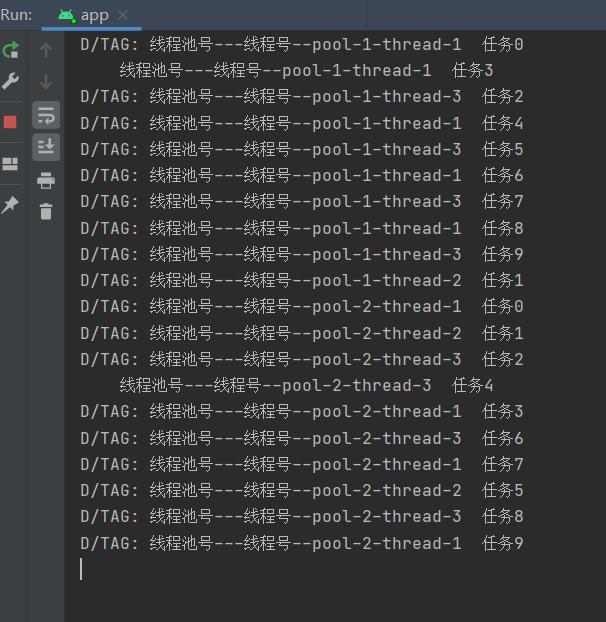 Run: app
D/TAG: 线程池号---线程号--pool-1-thread-1  任务0
    线程池号---线程号--pool-1-thread-1  任务3
D/TAG: 线程池号---线程号--pool-1-thread-3  任务2
D/TAG: 线程池号---线程号--pool-1-thread-1  任务4
D/TAG: 线程池号---线程号--pool-1-thread-3  任务5
D/TAG: 线程池号---线程号--pool-1-thread-1  任务6
D/TAG: 线程池号---线程号--pool-1-thread-3  任务7
D/TAG: 线程池号---线程号--pool-1-thread-1  任务8
D/TAG: 线程池号---线程号--pool-1-thread-3  任务9
D/TAG: 线程池号---线程号--pool-1-thread-2  任务1
D/TAG: 线程池号---线程号--pool-2-thread-1  任务0
D/TAG: 线程池号---线程号--pool-2-thread-2  任务1
D/TAG: 线程池号---线程号--pool-2-thread-3  任务2
    线程池号---线程号--pool-2-thread-3  任务4
D/TAG: 线程池号---线程号--pool-2-thread-1  任务3
D/TAG: 线程池号---线程号--pool-2-thread-3  任务6
D/TAG: 线程池号---线程号--pool-2-thread-1  任务7
D/TAG: 线程池号---线程号--pool-2-thread-2  任务5
D/TAG: 线程池号---线程号--pool-2-thread-3  任务8
D/TAG: 线程池号---线程号--pool-2-thread-1  任务9